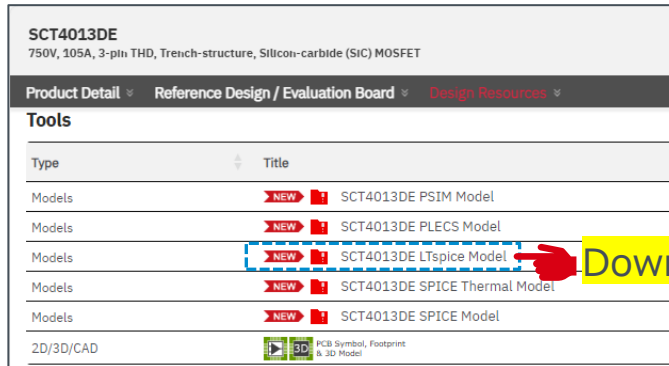 SCT4013DE
750V, 105A, 3-pin THD, Trench-structure, Silicon-carbide (SiC) MOSFET
Product Detail Reference Design / Evaluation Board Design Resources
Tools
Type Title
Models NEW SCT4013DE PSIM Model
Models NEW SCT4013DE PLECS Model
Models NEW SCT4013DE LTspice Model
Models NEW SCT4013DE SPICE Thermal Model
Models NEW SCT4013DE SPICE Model
2D/3D/CAD 3D PCB Symbol, Footprint
& 3D Model